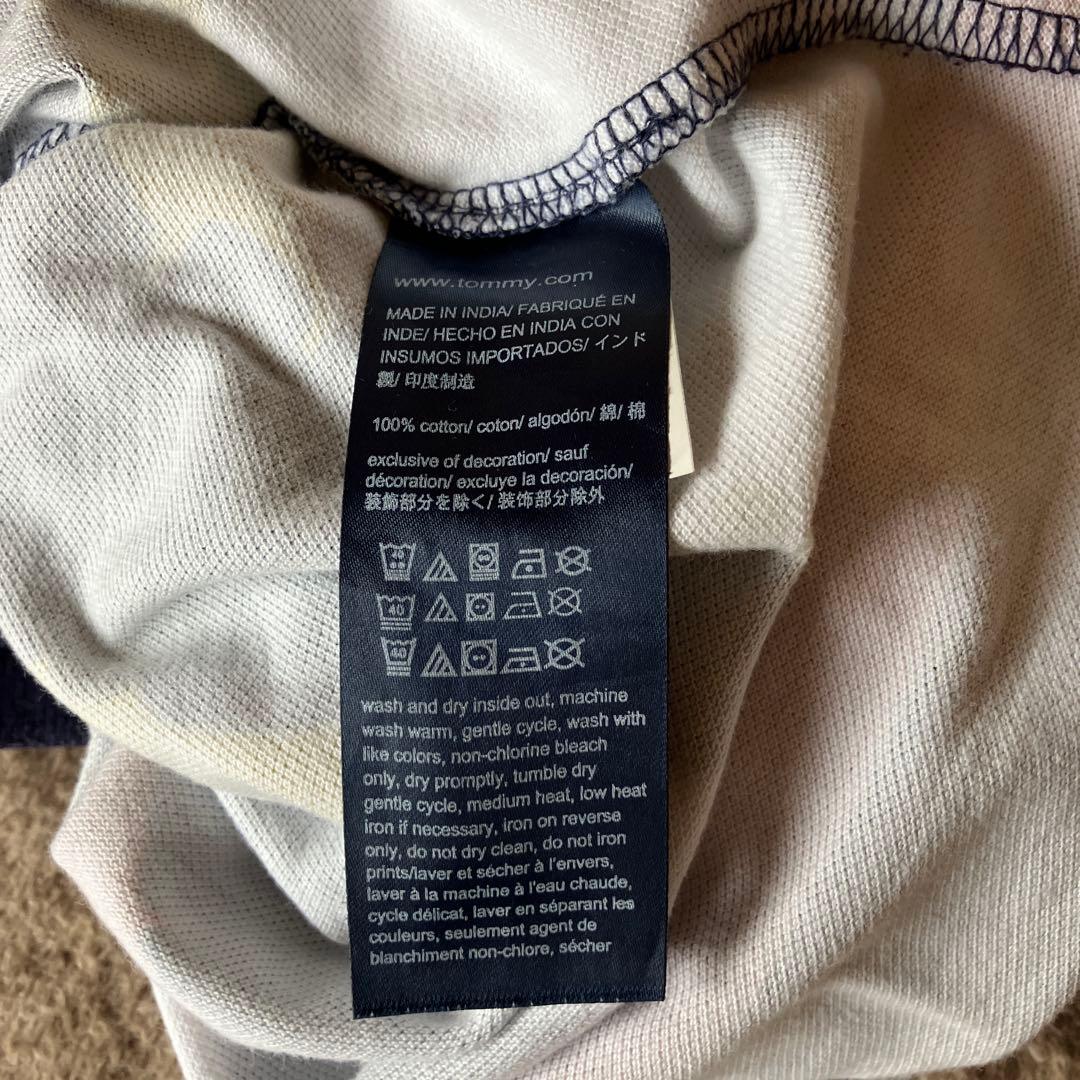 www.tommy.com
MADE IN INDIA/ FABRIQUÉ EN
INDE/ HECHO EN INDIA CON
INSUMOS IMPORTADOS/ インド
製/ 印度制造
100% cotton/ coton/ algodón/ 綿/ 棉
exclusive of decoration/ sauf
décoration/ excluye la decoración/
装飾部分を除く/ 装饰部分除外
40
40
40
wash and dry inside out, machine
wash warm, gentle cycle, wash with
like colors, non-chlorine bleach
only, dry promptly, tumble dry
gentle cycle, medium heat, low heat
iron if necessary, iron on reverse
only, do not dry clean, do not iron
prints/laver et sécher à l'envers,
laver à la machine à l'eau chaude,
cycle délicat, laver en séparant les
couleurs, seulement agent de
blanchiment non-chlore, sécher